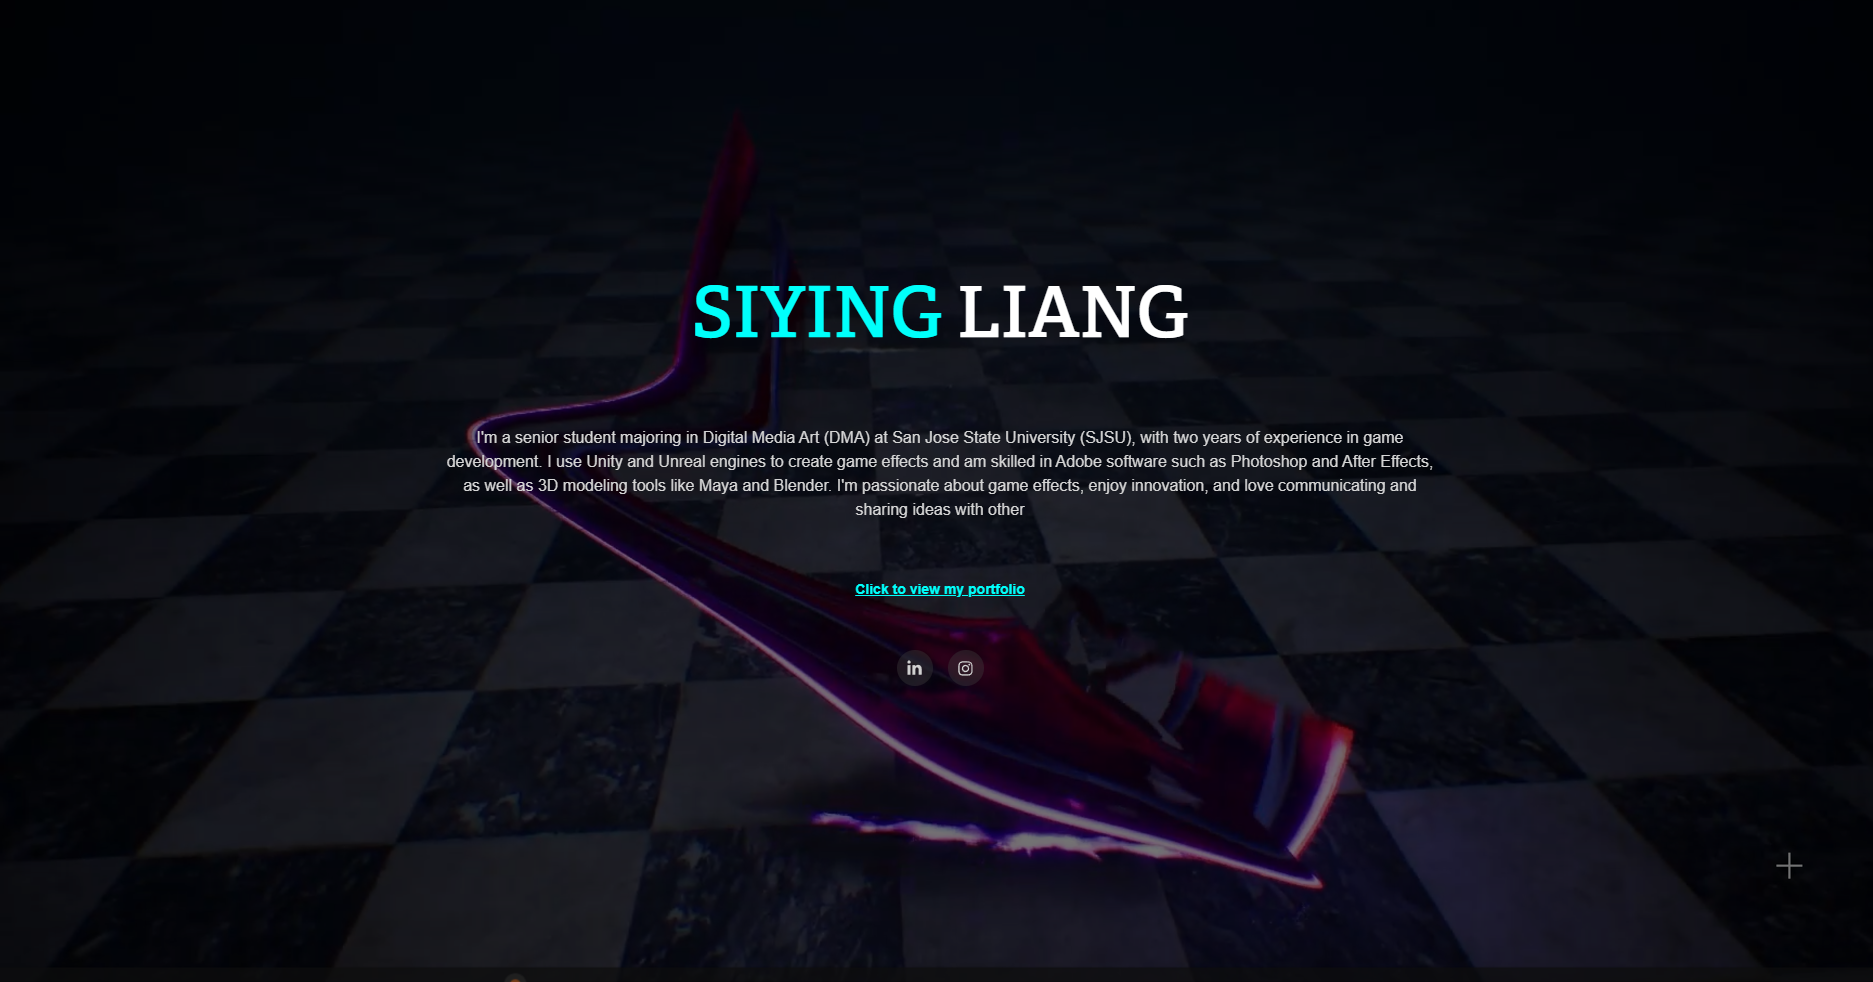 SIYING LIANG
I'm a senior student majoring in Digital Media Art (DMA) at San Jose State University (SJSU), with two years of experience in game
development. I use Unity and Unreal engines to create game effects and am skilled in Adobe software such as Photoshop and After Effects,
as well as 3D modeling tools like Maya and Blender. I'm passionate about game effects, enjoy innovation, and love communicating and
sharing ideas with other
Click to view my portfolio
in